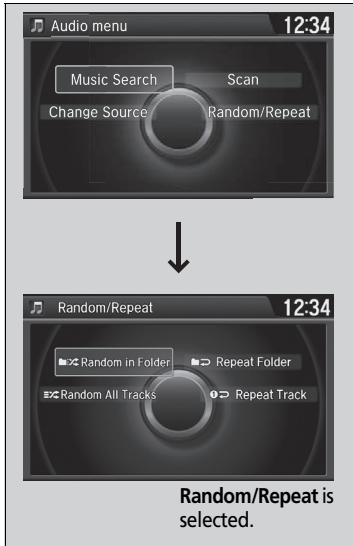 Audio menu 12:34
Music Search Scan
Change Source Random/Repeat
Random/Repeat 12:34
Random in Folder Repeat Folder
Random All Tracks Repeat Track
Random/Repeat is
selected.